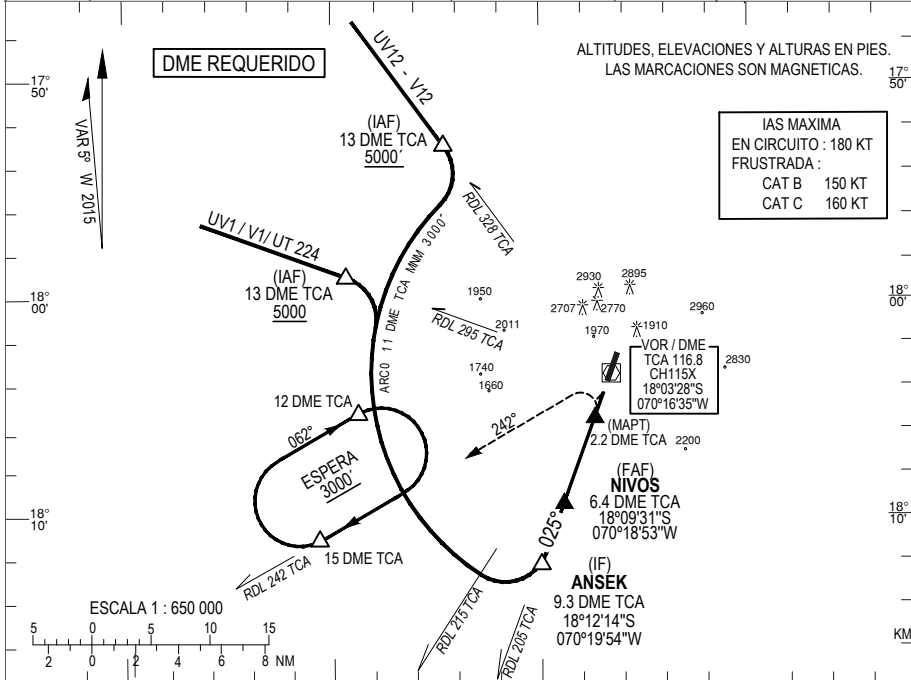 DME REQUERIDO
ALTITUDES, ELEVACIONES Y ALTURAS EN PIES.
LAS MARCACIONES SON MAGNETICAS.
17°
50'
17°
50'
VAR 5° W 2015
UV12 - V12
(IAF)
13 DME TCA
5000´
IAS MAXIMA
EN CIRCUITO : 180 KT
FRUSTRADA :
CAT B 150 KT
CAT C 160 KT
RDL 328 TCA
UV1 / V1/ UT 224
(IAF)
13 DME TCA
5000
ARCO 11 DME TCA MNM 3000´
18°
00'
18°
00'
1950
2930
2895
2707
2770
2960
RDL 295 TCA
2011
1970
1910
1740
1660
2830
VOR / DME
TCA 116.8
CH115X
18°03'28"S
070°16'35"W
12 DME TCA
062°
ESPERA
3000´
242°
(MAPT)
2.2 DME TCA
2200
(FAF)
NIVOS
6.4 DME TCA
18°09'31"S
070°18'53"W
18°
10'
18°
10'
025°
15 DME TCA
RDL 242 TCA
(IF)
ANSEK
9.3 DME TCA
18°12'14"S
070°19'54"W
RDL 215 TCA
RDL 205 TCA
ESCALA 1 : 650 000
5 0 5 10 15
KM
2 0 2 4 6 8 NM